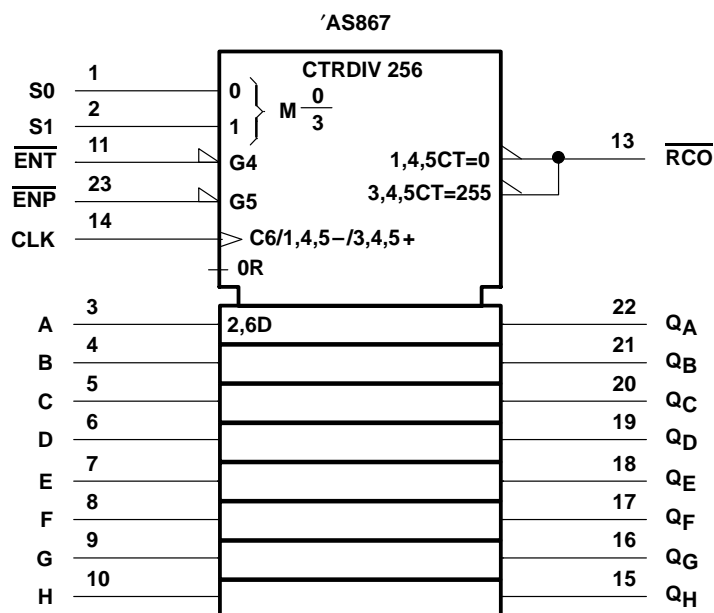 ′AS867
CTRDIV 256
S0 1 0
M 0/3
S1 2 1
E̅N̅T̅ 11 G4 1,4,5CT=0 13 R̅C̅O̅
E̅N̅P̅ 23 G5 3,4,5CT=255
CLK 14 C6/1,4,5−/3,4,5+
0R
A 3 2,6D 22 QA
B 4 21 QB
C 5 20 QC
D 6 19 QD
E 7 18 QE
F 8 17 QF
G 9 16 QG
H 10 15 QH